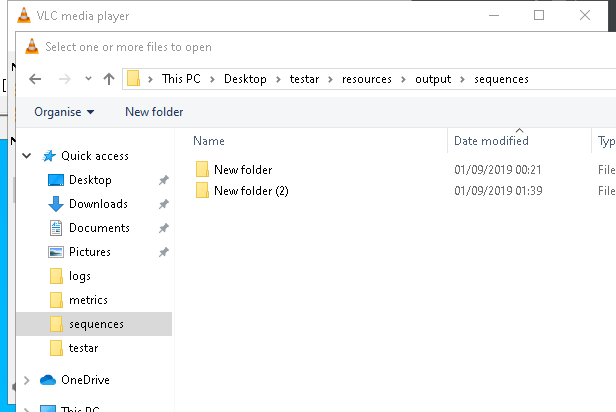 VLC media player
Select one or more files to open
This PC > Desktop > testar > resources > output > sequences
Organise New folder
Name Date modified Typ
Quick access
New folder 01/09/2019 00:21 File
New folder (2) 01/09/2019 01:39 File
Desktop
Downloads
Documents
Pictures
logs
metrics
sequences
testar
OneDrive
This PC